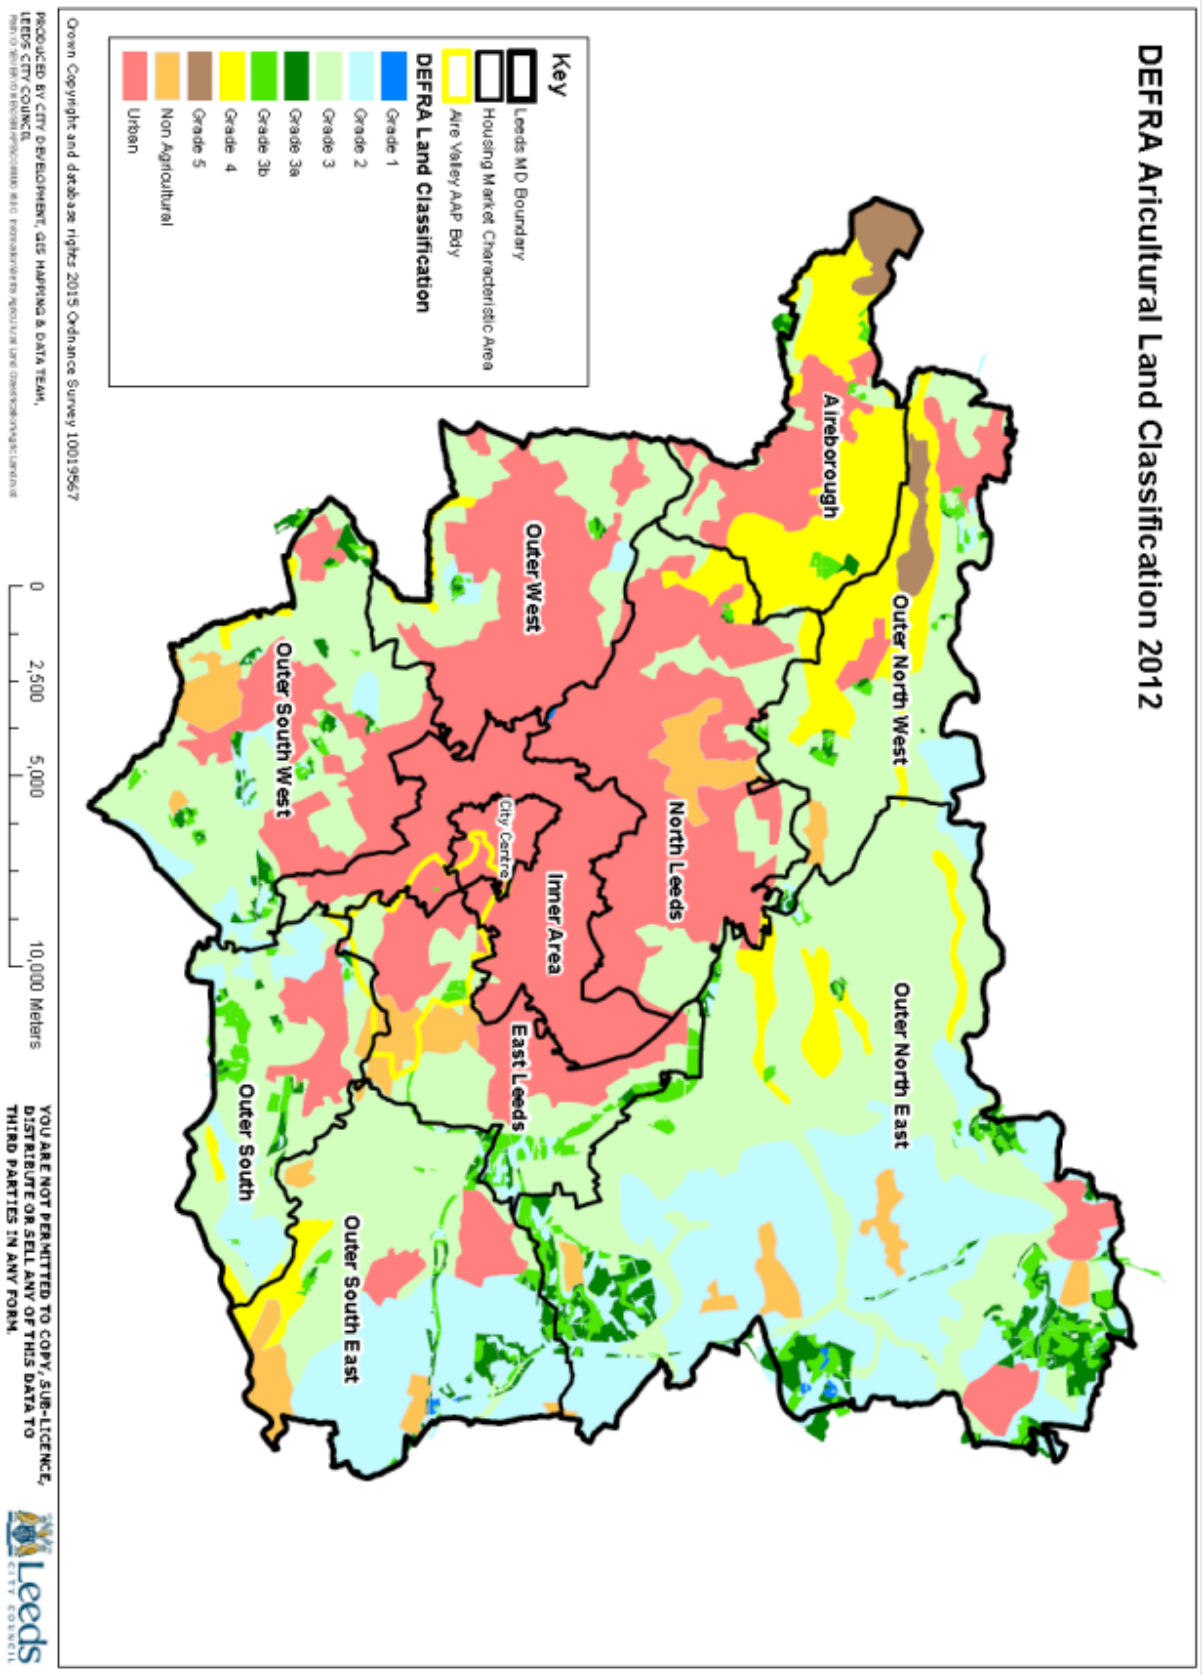 DEFRA Aricultural Land Classification 2012
Key
Leeds MD Boundary
Housing Market Characteristic Area
Aire Valley AAP Bdy
DEFRA Land Classification
Grade 1
Grade 2
Grade 3
Grade 3a
Grade 3b
Grade 4
Grade 5
Non Agricultural
Urban
Aireborough
Outer North West
Outer North East
North Leeds
Outer West
City Centre
Inner Area
East Leeds
Outer South West
Outer South
Outer South East
Crown Copyright and database rights 2015 Ordnance Survey 10019567
0 2,500 5,000 10,000 Meters
PRODUCED BY CITY DEVELOPMENT, GIS MAPPING & DATA TEAM,
LEEDS CITY COUNCIL
YOU ARE NOT PERMITTED TO COPY, SUB-LICENCE,
DISTRIBUTE OR SELL ANY OF THIS DATA TO
THIRD PARTIES IN ANY FORM.
Leeds
CITY COUNCIL